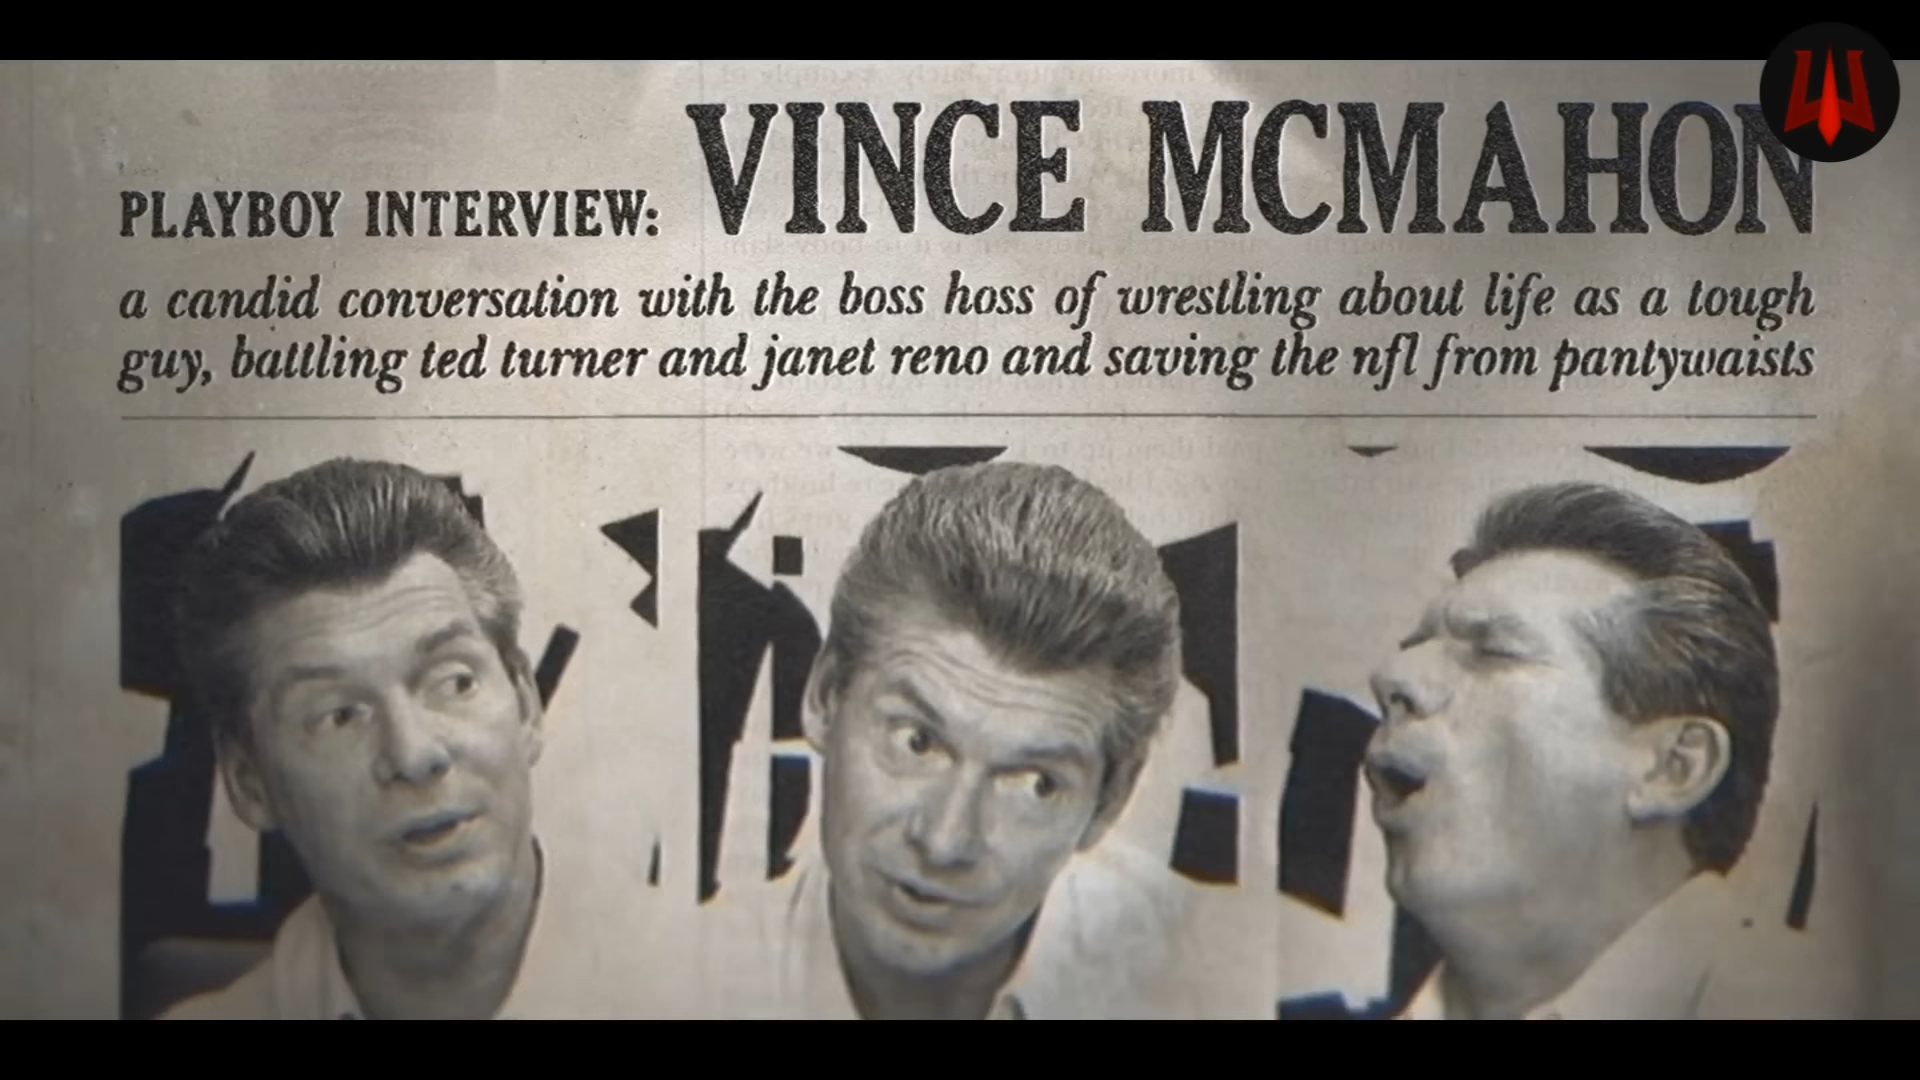 PLAYBOY INTERVIEW: VINCE MCMAHON
a candid conversation with the boss hoss of wrestling about life as a tough
guy, battling ted turner and janet reno and saving the nfl from pantywaists